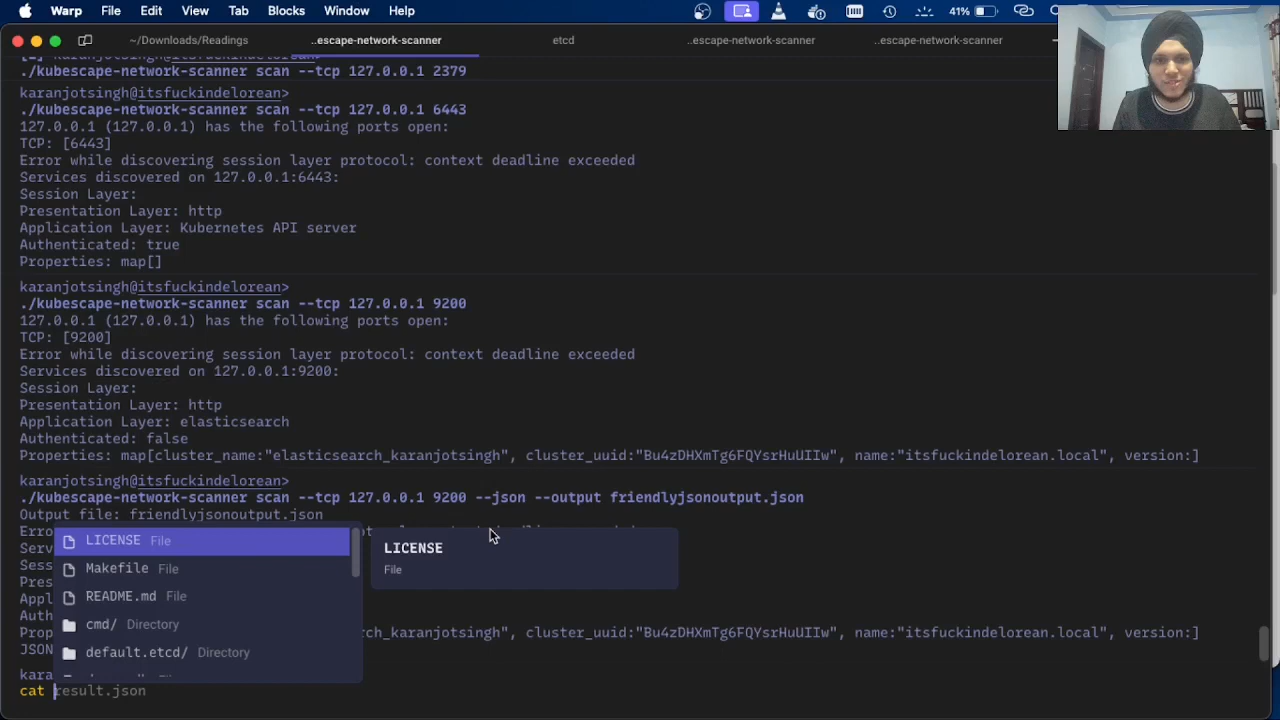 Warp File Edit View Tab Blocks Window Help 41%
~/Downloads/Readings ..escape-network-scanner etcd ..escape-network-scanner ..escape-network-scanner
./kubescape-network-scanner scan --tcp 127.0.0.1 2379
karanjotsingh@itsfuckindelorean>
./kubescape-network-scanner scan --tcp 127.0.0.1 6443
127.0.0.1 (127.0.0.1) has the following ports open:
TCP: [6443]
Error while discovering session layer protocol: context deadline exceeded
Services discovered on 127.0.0.1:6443:
Session Layer:
Presentation Layer: http
Application Layer: Kubernetes API server
Authenticated: true
Properties: map[]
karanjotsingh@itsfuckindelorean>
./kubescape-network-scanner scan --tcp 127.0.0.1 9200
127.0.0.1 (127.0.0.1) has the following ports open:
TCP: [9200]
Error while discovering session layer protocol: context deadline exceeded
Services discovered on 127.0.0.1:9200:
Session Layer:
Presentation Layer: http
Application Layer: elasticsearch
Authenticated: false
Properties: map[cluster_name:"elasticsearch_karanjotsingh", cluster_uuid:"Bu4zDHXmTg6FQYsrHuUIIw", name:"itsfuckindelorean.local", version:]
karanjotsingh@itsfuckindelorean>
./kubescape-network-scanner scan --tcp 127.0.0.1 9200 --json --output friendlyjsonoutput.json
Output file: friendlyjsonoutput.json
Erro
Serv
Sess
Pres
Appl
Auth
Prop rch_karanjotsingh", cluster_uuid:"Bu4zDHXmTg6FQYsrHuUIIw", name:"itsfuckindelorean.local", version:]
JSON
kara
LICENSE File
Makefile File
README.md File
cmd/ Directory
default.etcd/ Directory
LICENSE
File
cat result.json